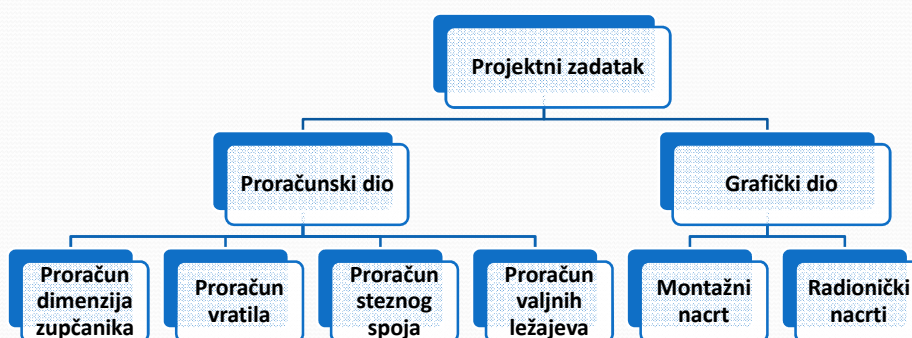 Projektni zadatak
Proračunski dio
Grafički dio
Proračun
dimenzija
zupčanika
Proračun
vratila
Proračun
steznog
spoja
Proračun
valjnih
ležajeva
Montažni
nacrt
Radionički
nacrti